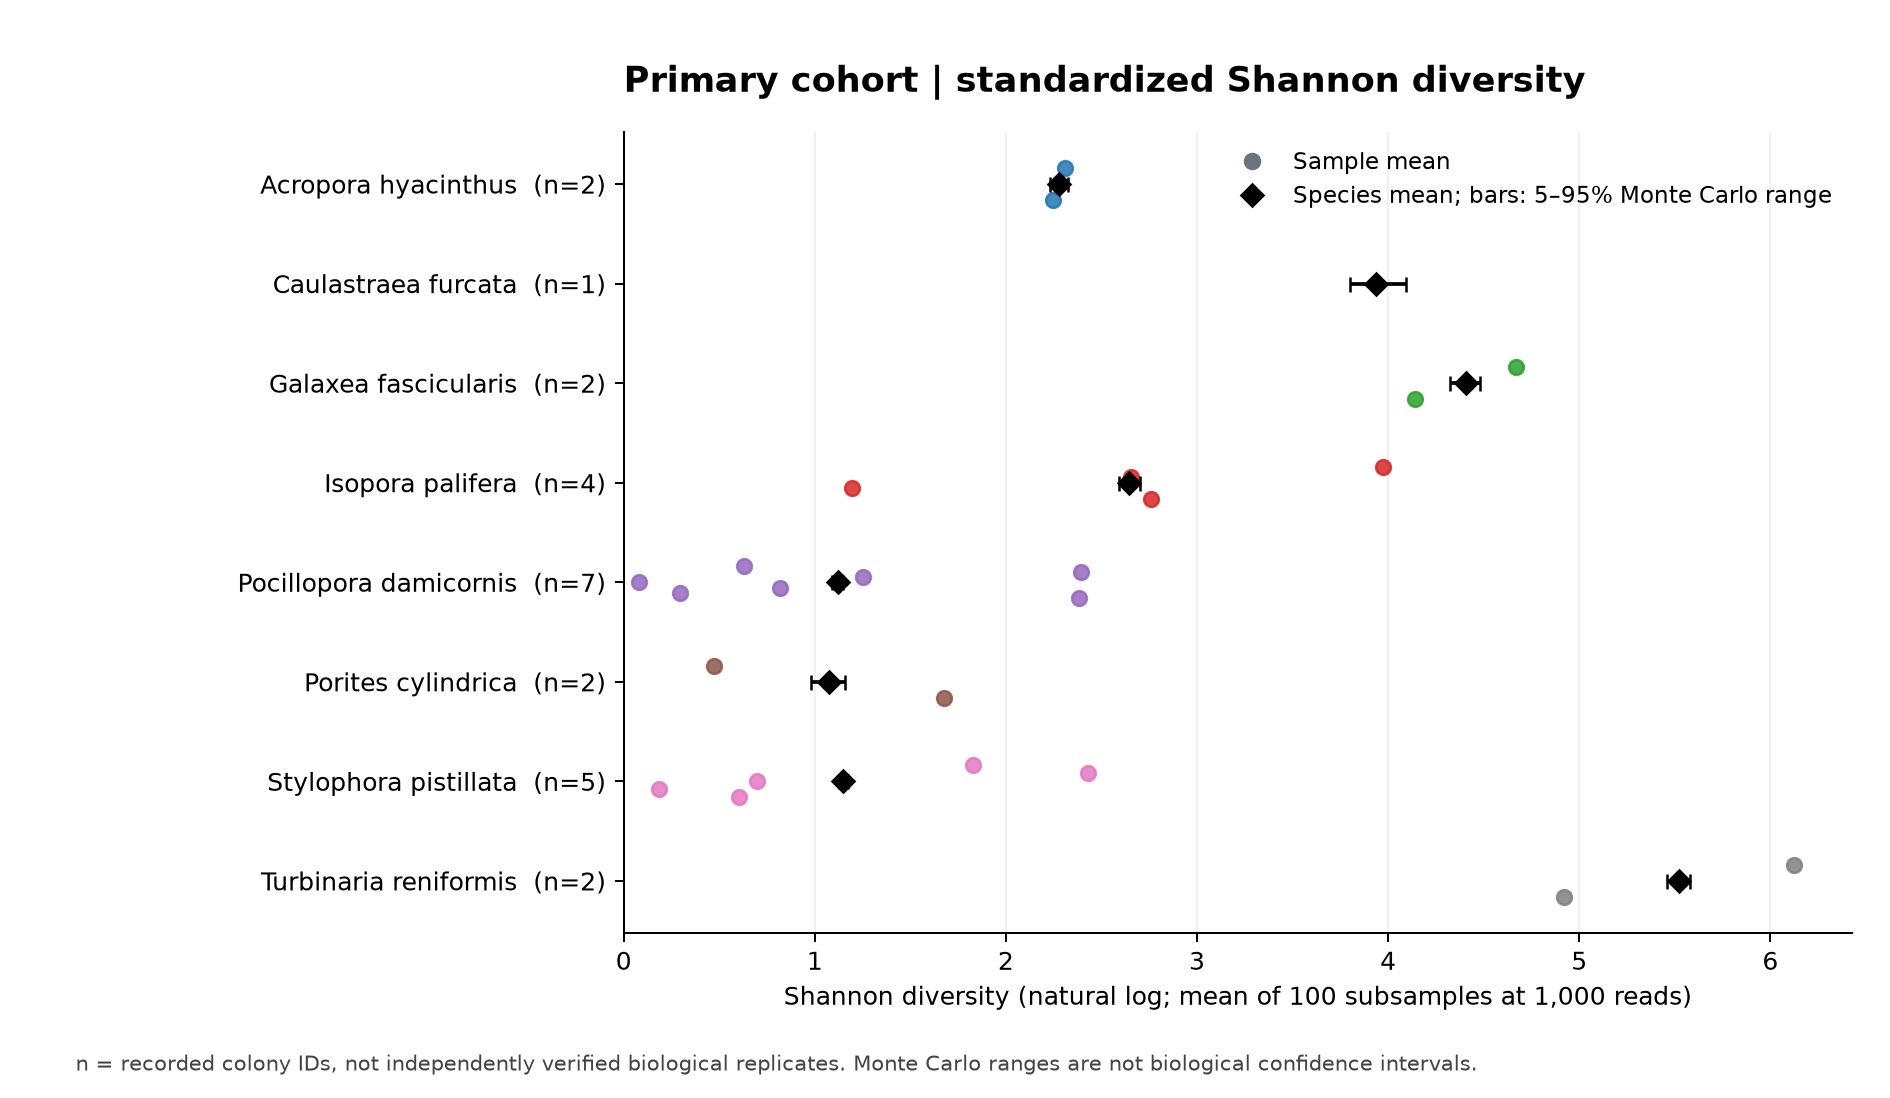 Primary cohort | standardized Shannon diversity
Sample mean
Species mean; bars: 5–95% Monte Carlo range
Acropora hyacinthus (n=2)
Caulastraea furcata (n=1)
Galaxea fascicularis (n=2)
Isopora palifera (n=4)
Pocillopora damicornis (n=7)
Porites cylindrica (n=2)
Stylophora pistillata (n=5)
Turbinaria reniformis (n=2)
0 1 2 3 4 5 6
Shannon diversity (natural log; mean of 100 subsamples at 1,000 reads)
n = recorded colony IDs, not independently verified biological replicates. Monte Carlo ranges are not biological confidence intervals.